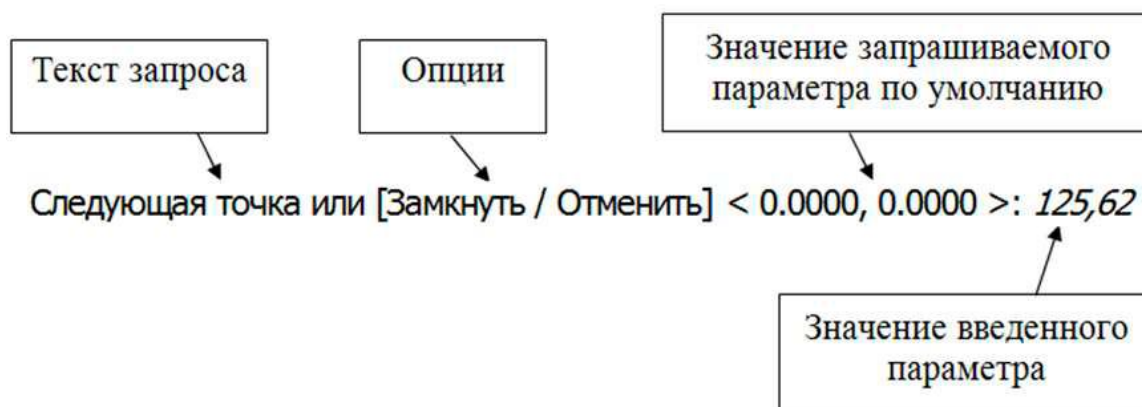 Текст запроса
Опции
Значение запрашиваемого
параметра по умолчанию
Следующая точка или [Замкнуть / Отменить] < 0.0000, 0.0000 >: 125,62
Значение введенного
параметра